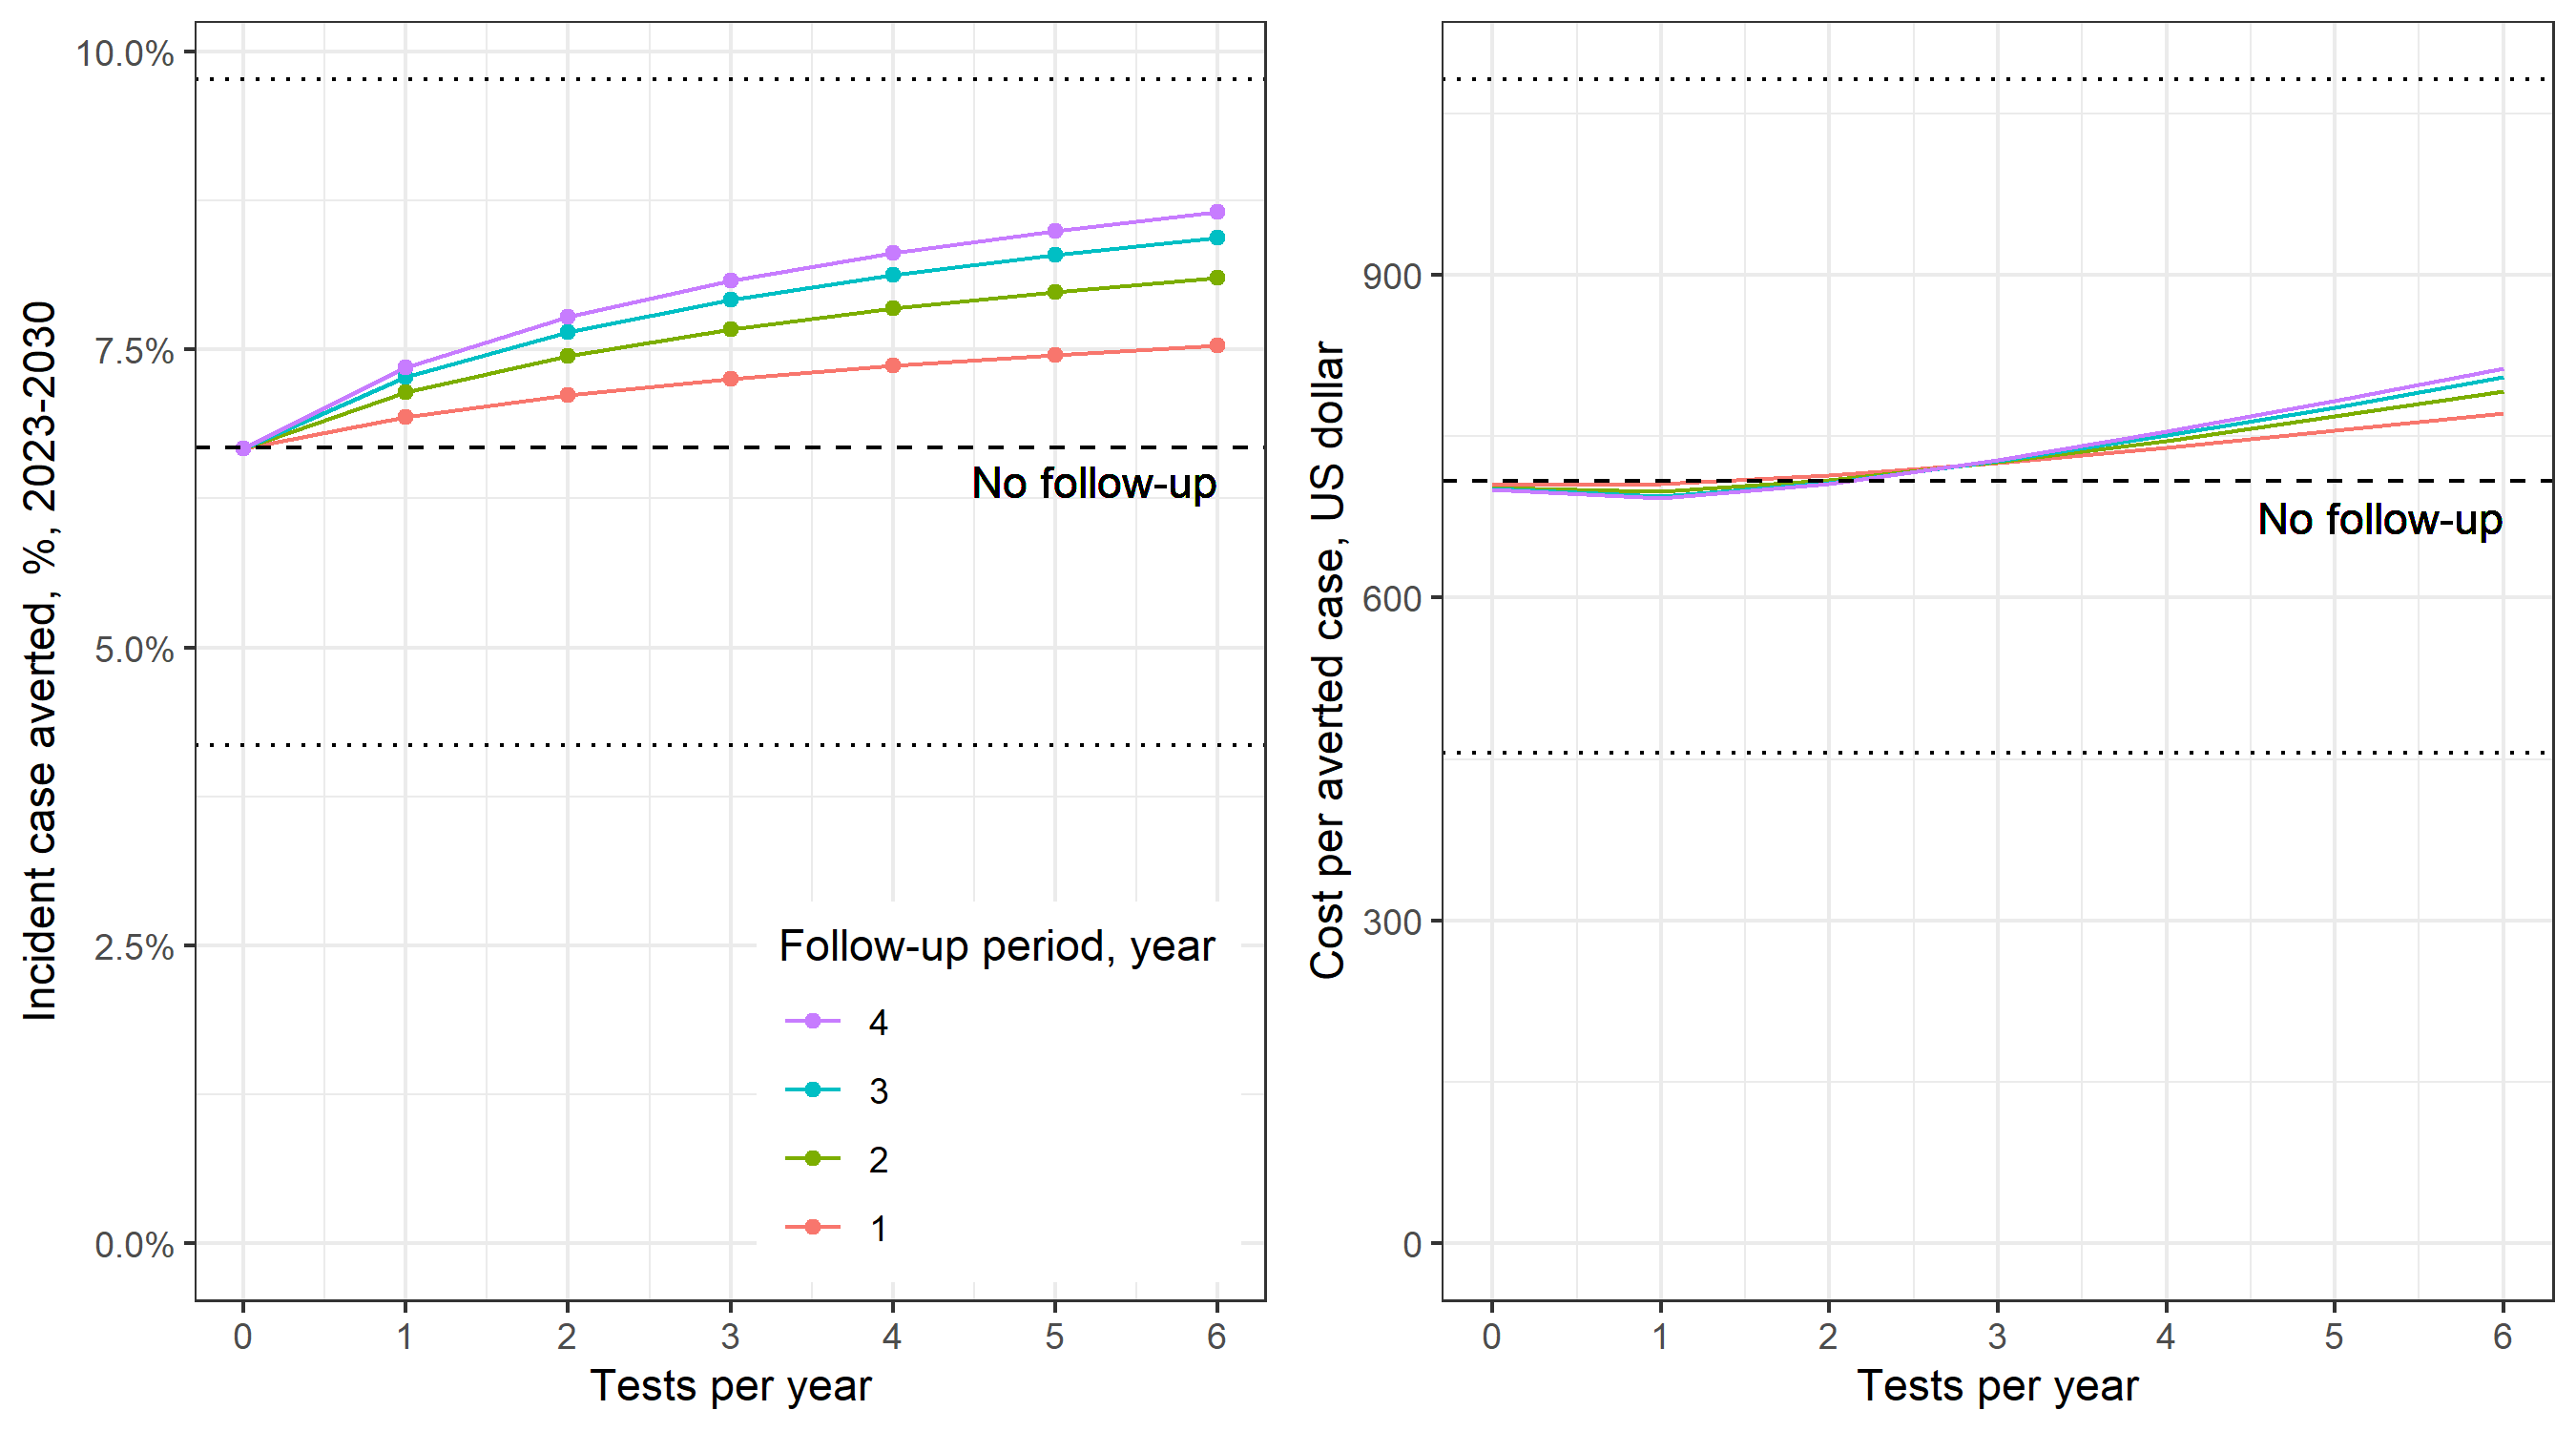 Incident case averted, %, 2023-2030
10.0%
7.5%
5.0%
2.5%
0.0%
No follow-up
Follow-up period, year
4
3
2
1
0 1 2 3 4 5 6
Tests per year
Cost per averted case, US dollar
900
600
300
0
No follow-up
0 1 2 3 4 5 6
Tests per year